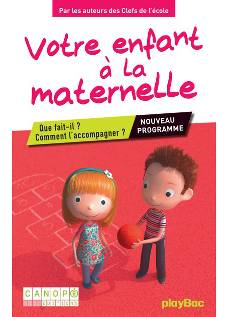 Par les auteurs des Clefs de l'école
Votre enfant
à la
maternelle
Que fait-il ?
Comment l'accompagner ?
NOUVEAU
PROGRAMME
CANOPÉ
ÉDITIONS
playBac